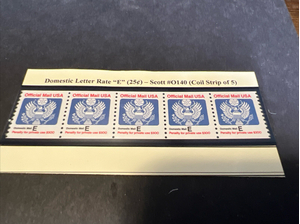 Domestic Letter Rate "E" (25¢) – Scott #O140 (Coil Strip of 5)
Official Mail USA Official Mail USA Official Mail USA Official Mail USA Official Mail USA
Domestic Mail E Domestic Mail E Domestic Mail E Domestic Mail E Domestic Mail E
Penalty for private use $300 Penalty for private use $300 Penalty for private use $300 Penalty for private use $300 Penalty for private use $300